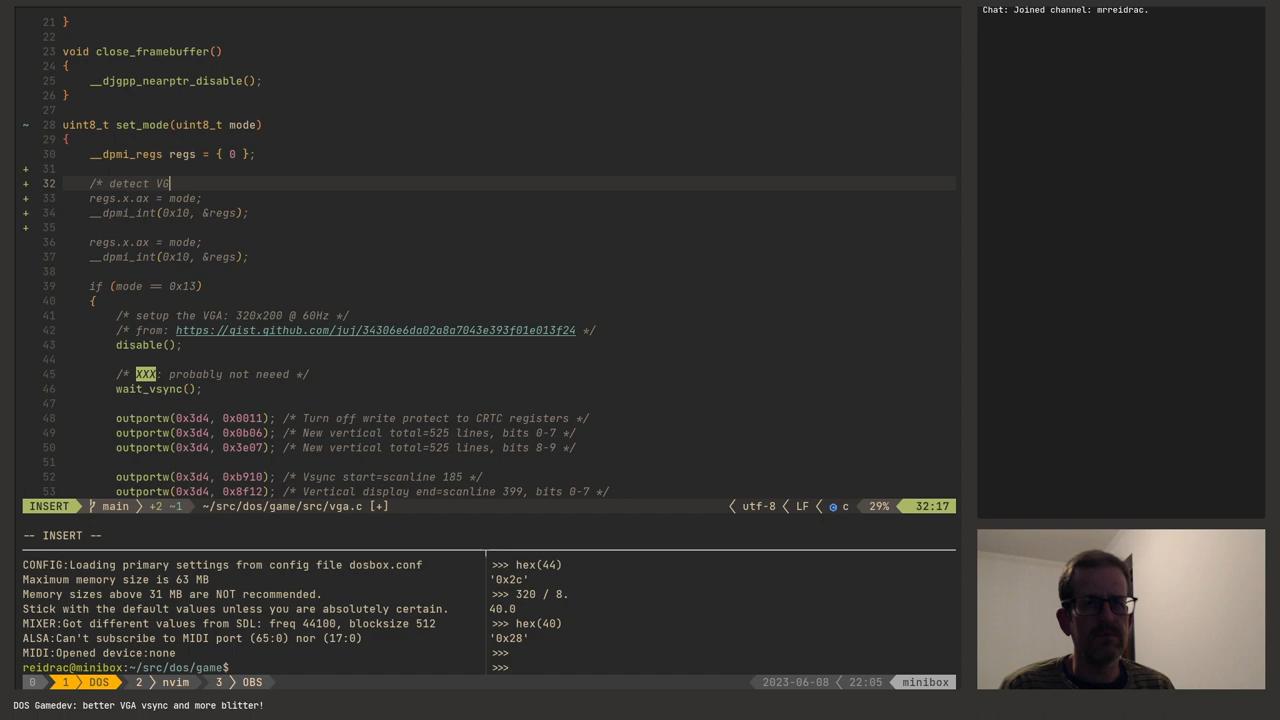 21 }
22
23 void close_framebuffer()
24 {
25 __djgpp_nearptr_disable();
26 }
27
~ 28 uint8_t set_mode(uint8_t mode)
29 {
30 __dpmi_regs regs = { 0 };
+ 31
+ 32 /* detect VG
+ 33 regs.x.ax = mode;
+ 34 __dpmi_int(0x10, &regs);
+ 35
36 regs.x.ax = mode;
37 __dpmi_int(0x10, &regs);
38
39 if (mode == 0x13)
40 {
41 /* setup the VGA: 320x200 @ 60Hz */
42 /* from: https://gist.github.com/juj/34306e6da02a8a7043e393f01e013f24 */
43 disable();
44
45 /* XXX: probably not neeed */
46 wait_vsync();
47
48 outportw(0x3d4, 0x0011); /* Turn off write protect to CRTC registers */
49 outportw(0x3d4, 0x0b06); /* New vertical total=525 lines, bits 0-7 */
50 outportw(0x3d4, 0x3e07); /* New vertical total=525 lines, bits 8-9 */
51
52 outportw(0x3d4, 0xb910); /* Vsync start=scanline 185 */
53 outportw(0x3d4, 0x8f12); /* Vertical display end=scanline 399, bits 0-7 */
INSERT main +2 ~1 ~/src/dos/game/src/vga.c [+] utf-8 LF c 29% 32:17
-- INSERT --
CONFIG:Loading primary settings from config file dosbox.conf
Maximum memory size is 63 MB
Memory sizes above 31 MB are NOT recommended.
Stick with the default values unless you are absolutely certain.
MIXER:Got different values from SDL: freq 44100, blocksize 512
ALSA:Can't subscribe to MIDI port (65:0) nor (17:0)
MIDI:Opened device:none
reidrac@minibox:~/src/dos/game$
>>> hex(44)
'0x2c'
>>> 320 / 8.
40.0
>>> hex(40)
'0x28'
>>>
>>>
0 1 DOS 2 nvim 3 OBS 2023-06-08 22:05 minibox
DOS Gamedev: better VGA vsync and more blitter!
Chat: Joined channel: mrreidrac.